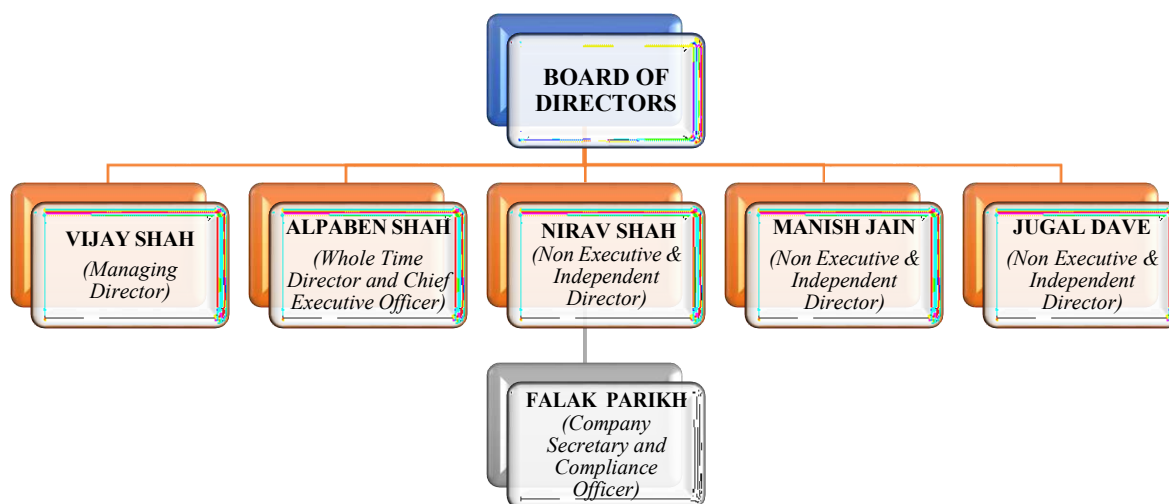 BOARD OF
DIRECTORS
VIJAY SHAH
(Managing
Director)
ALPABEN SHAH
(Whole Time
Director and Chief
Executive Officer)
NIRAV SHAH
(Non Executive &
Independent
Director)
MANISH JAIN
(Non Executive &
Independent
Director)
JUGAL DAVE
(Non Executive &
Independent
Director)
FALAK PARIKH
(Company
Secretary and
Compliance
Officer)